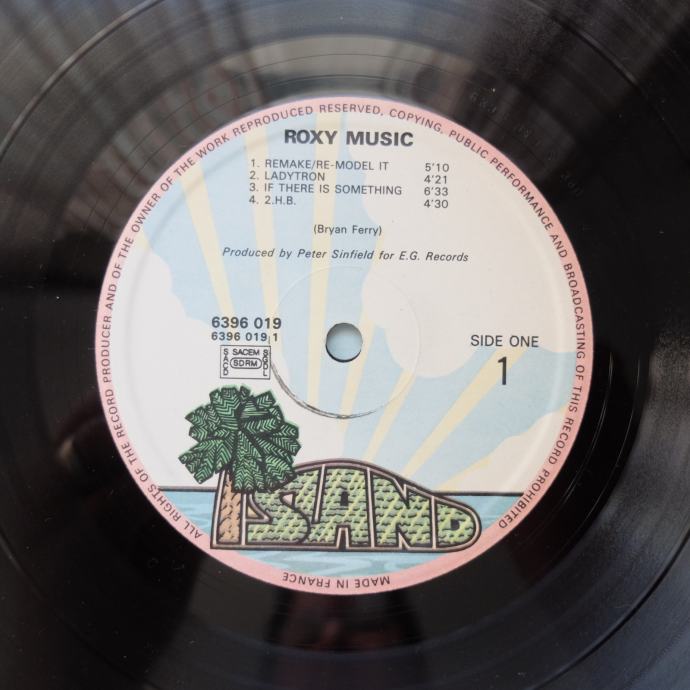 ALL RIGHTS OF THE RECORD PRODUCER AND OF THE OWNER OF THE WORK REPRODUCED RESERVED, COPYING, PUBLIC PERFORMANCE AND BROADCASTING OF THIS RECORD PROHIBITED
ROXY MUSIC
1. REMAKE/RE-MODEL IT 5'10
2. LADYTRON 4'21
3. IF THERE IS SOMETHING 6'33
4. 2.H.B. 4'30
(Bryan Ferry)
Produced by Peter Sinfield for E.G. Records
6396 019
6396 019 1
SACEM
SDRM
SACD
SGDL
SIDE ONE
1
ISLAND
MADE IN FRANCE